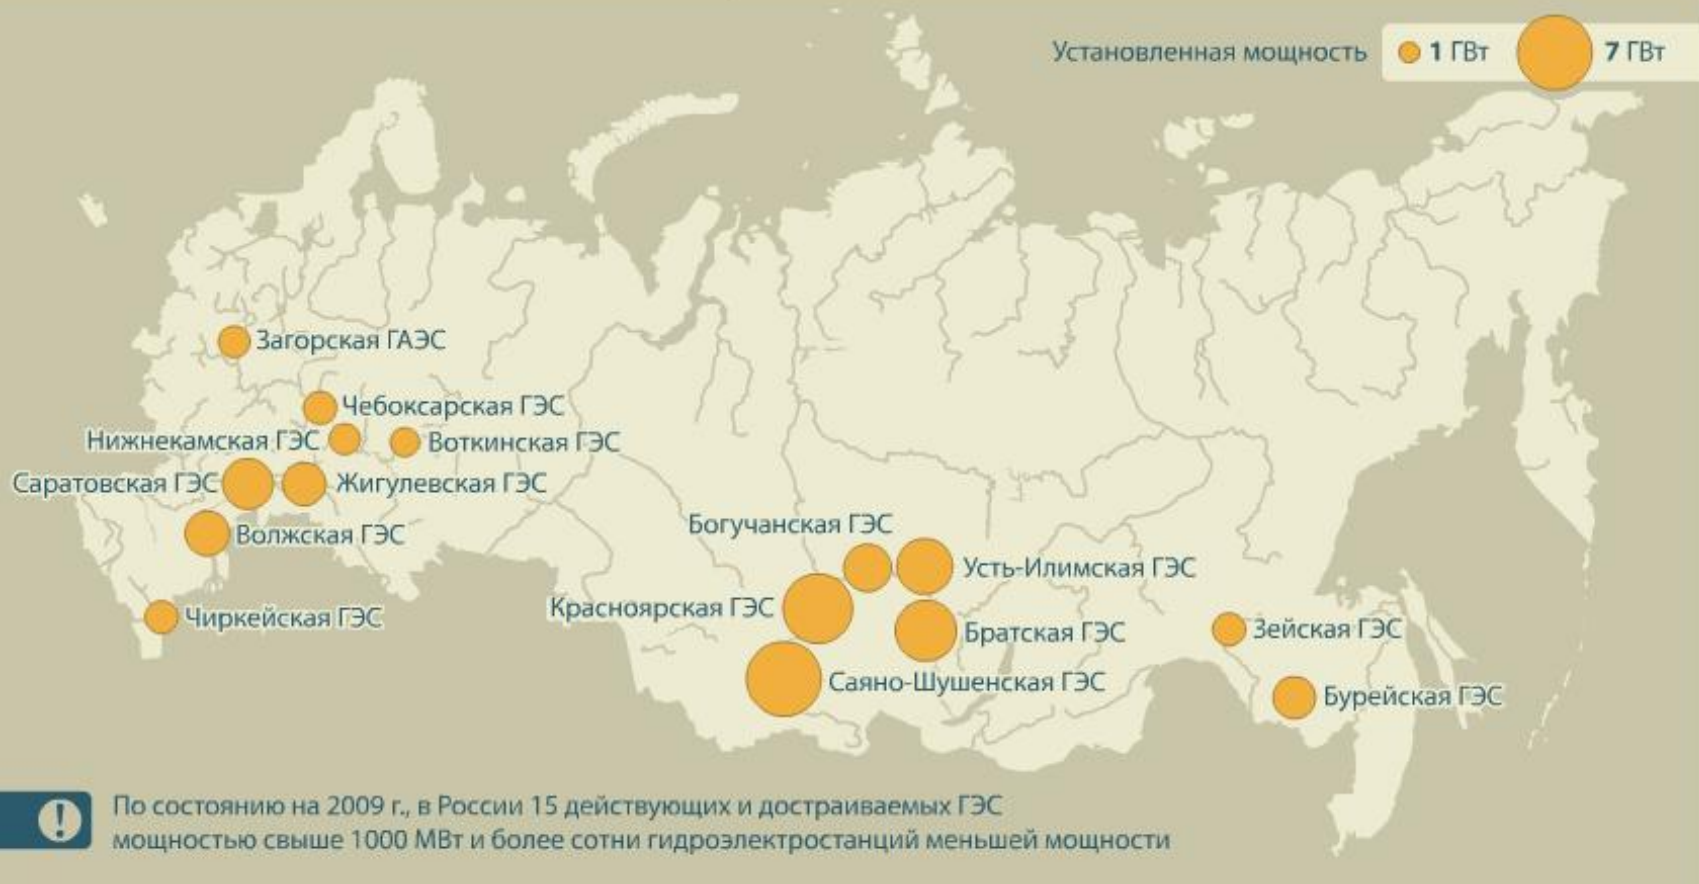 Установленная мощность
1 ГВт
7 ГВт
Загорская ГАЭС
Чебоксарская ГЭС
Нижнекамская ГЭС
Воткинская ГЭС
Саратовская ГЭС
Жигулевская ГЭС
Волжская ГЭС
Чиркейская ГЭС
Богучанская ГЭС
Усть-Илимская ГЭС
Красноярская ГЭС
Братская ГЭС
Саяно-Шушенская ГЭС
Зейская ГЭС
Бурейская ГЭС
!
По состоянию на 2009 г., в России 15 действующих и достраиваемых ГЭС
мощностью свыше 1000 МВт и более сотни гидроэлектростанций меньшей мощности